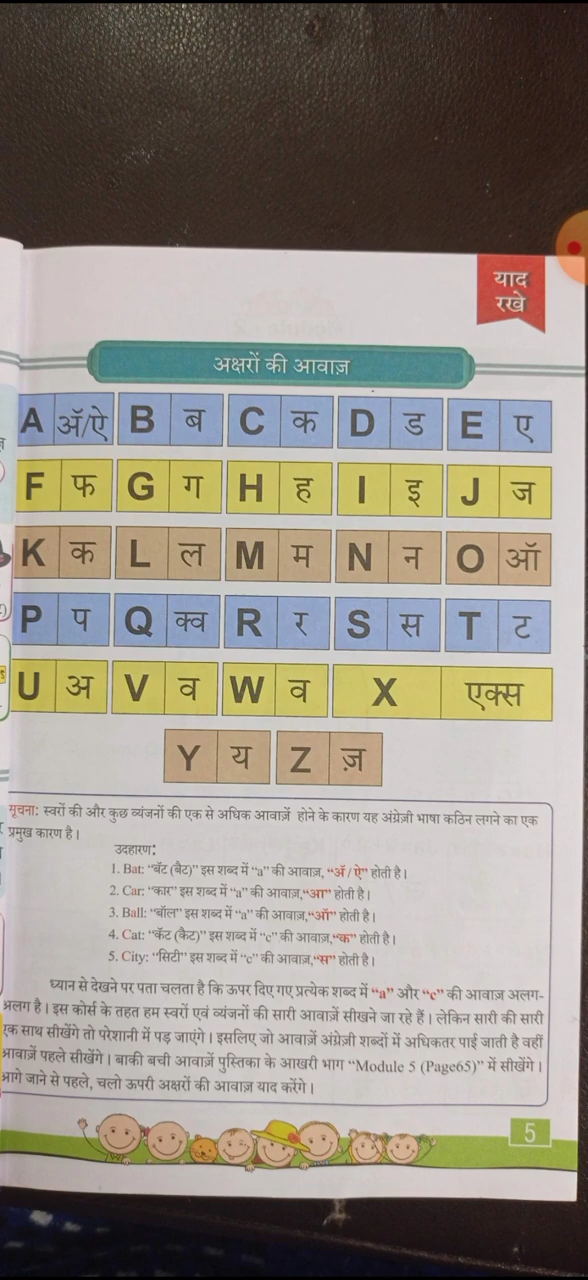 याद
रखे
अक्षरों की आवाज़
A अ‍ॅ/ऐ B ब C क D ड E ए
F फ G ग H ह I इ J ज
K क L ल M म N न O ऑ
P प Q क्व R र S स T ट
U अ V व W व X एक्स
Y य Z ज़
सूचना: स्वरों की और कुछ व्यंजनों की एक से अधिक आवाज़ें होने के कारण यह अंग्रेज़ी भाषा कठिन लगने का एक
प्रमुख कारण है।
उदाहरण:
1. Bat: “बॅट (बैट)” इस शब्द में “a” की आवाज़, “अ‍ॅ / ऐ” होती है।
2. Car: “कार” इस शब्द में “a” की आवाज़,“आ” होती है।
3. Ball: “बॉल” इस शब्द में “a” की आवाज़,“ऑ” होती है।
4. Cat: “कॅट (कैट)” इस शब्द में “c” की आवाज़,“क” होती है।
5. City: “सिटी” इस शब्द में “c” की आवाज़,“स” होती है।
ध्यान से देखने पर पता चलता है कि ऊपर दिए गए प्रत्येक शब्द में “a” और “c” की आवाज़ अलग-
अलग है। इस कोर्स के तहत हम स्वरों एवं व्यंजनों की सारी आवाज़ें सीखने जा रहे हैं। लेकिन सारी की सारी
एक साथ सीखेंगे तो परेशानी में पड़ जाएंगे। इसलिए जो आवाज़ें अंग्रेज़ी शब्दों में अधिकतर पाई जाती है वहीं
आवाज़ें पहले सीखेंगे। बाकी बची आवाज़ें पुस्तिका के आखरी भाग “Module 5 (Page65)” में सीखेंगे।
आगे जाने से पहले, चलो ऊपरी अक्षरों की आवाज़ याद करेंगे।
5